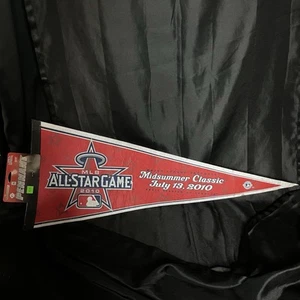 MLB
ALL-STAR GAME
2010
Midsummer Classic
July 13, 2010